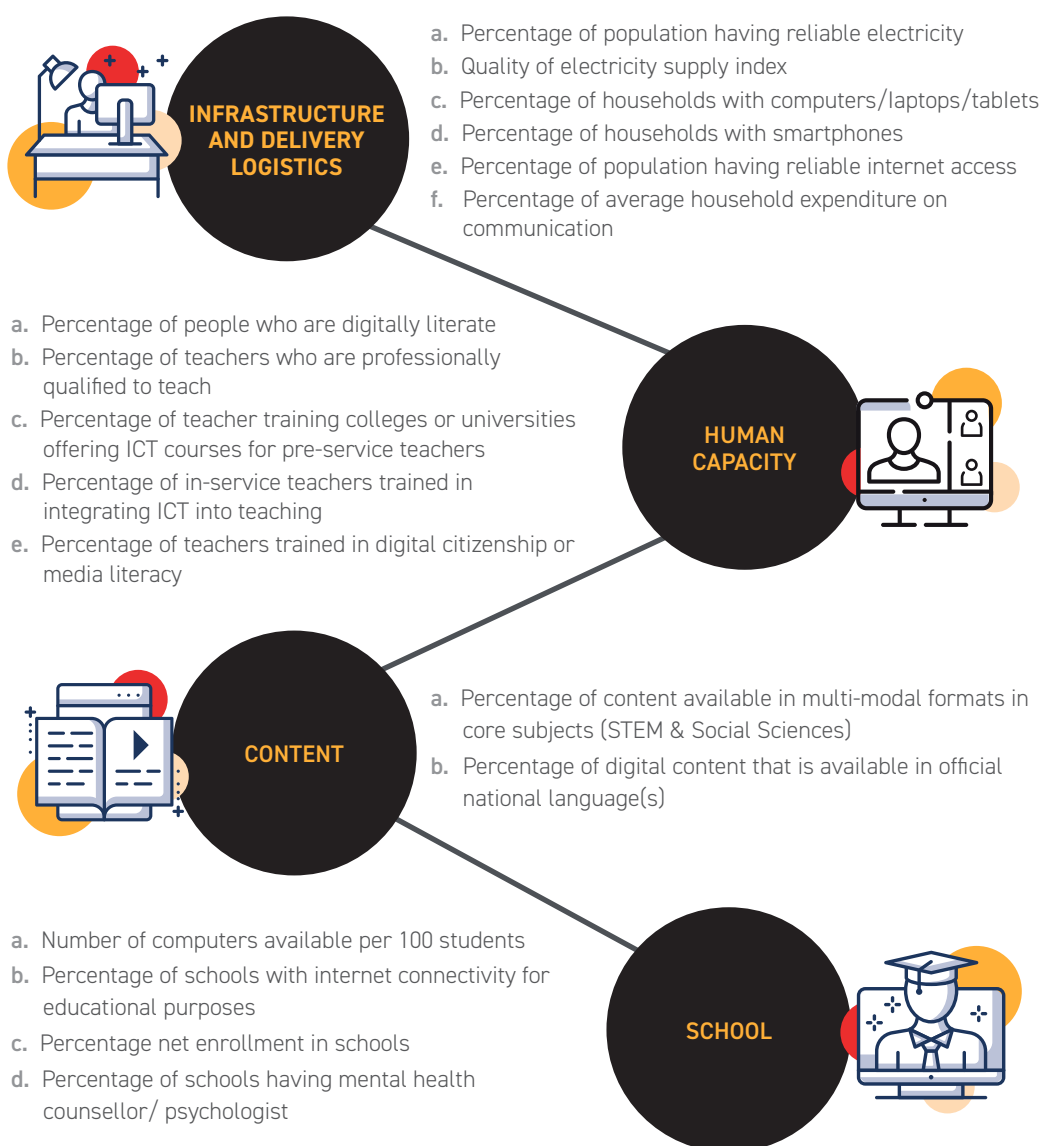 INFRASTRUCTURE
AND DELIVERY
LOGISTICS
a. Percentage of population having reliable electricity
b. Quality of electricity supply index
c. Percentage of households with computers/laptops/tablets
d. Percentage of households with smartphones
e. Percentage of population having reliable internet access
f. Percentage of average household expenditure on
communication
a. Percentage of people who are digitally literate
b. Percentage of teachers who are professionally
qualified to teach
c. Percentage of teacher training colleges or universities
offering ICT courses for pre-service teachers
d. Percentage of in-service teachers trained in
integrating ICT into teaching
e. Percentage of teachers trained in digital citizenship or
media literacy
HUMAN
CAPACITY
CONTENT
a. Percentage of content available in multi-modal formats in
core subjects (STEM & Social Sciences)
b. Percentage of digital content that is available in official
national language(s)
a. Number of computers available per 100 students
b. Percentage of schools with internet connectivity for
educational purposes
c. Percentage net enrollment in schools
d. Percentage of schools having mental health
counsellor/ psychologist
SCHOOL